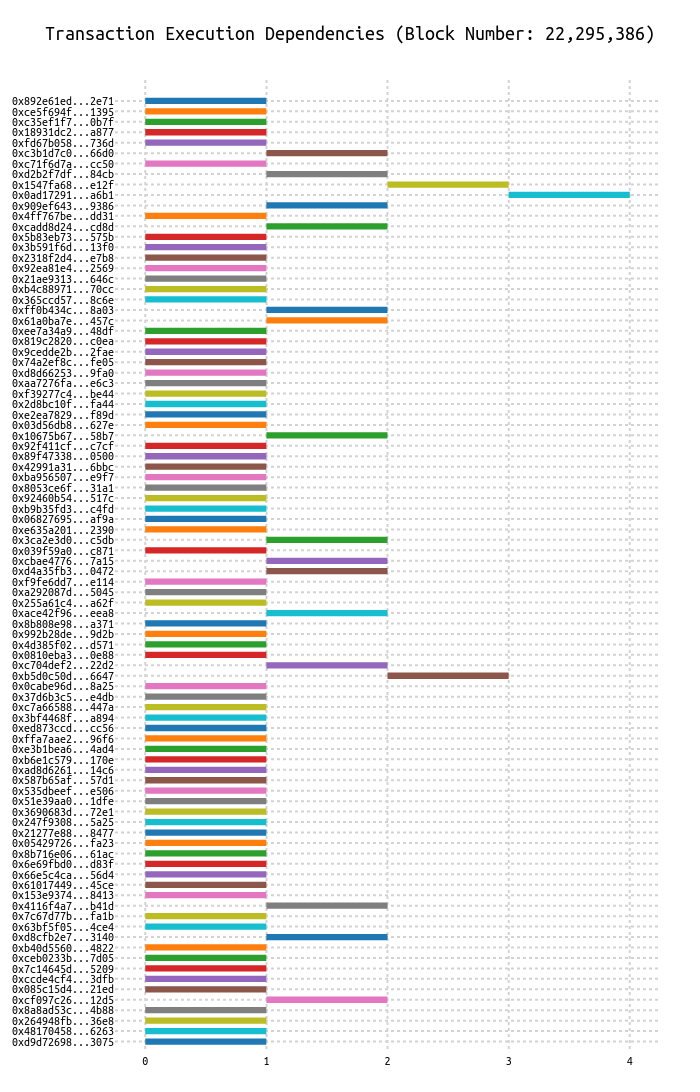 Transaction Execution Dependencies (Block Number: 22,295,386)
0x892e61ed...2e71
0xce5f694f...1395
0xc35ef1f7...0b7f
0x18931dc2...a877
0xfd67b058...736d
0xc3b1d7c0...66d0
0xc71f6d7a...cc50
0xd2b2f7df...84cb
0x1547fa68...e12f
0x0ad17291...a6b1
0x909ef643...9386
0x4ff767be...dd31
0xcadd8d24...cd8d
0x5b83eb73...575b
0x3b591f6d...13f0
0x2318f2d4...e7b8
0x92ea81e4...2569
0x21ae9313...646c
0xb4c88971...70cc
0x365ccd57...8c6e
0xff0b434c...8a03
0x61a0ba7e...457c
0xee7a34a9...48df
0x819c2820...c0ea
0x9cedde2b...2fae
0x74a2ef8c...fe05
0xd8d66253...9fa0
0xaa7276fa...e6c3
0xf39277c4...be44
0x2d8bc10f...fa44
0xe2ea7829...f89d
0x03d56db8...627e
0x10675b67...58b7
0x92f411cf...c7cf
0x89f47338...0500
0x42991a31...6bbc
0xba956507...e9f7
0x8053ce6f...31a1
0x92460b54...517c
0xb9b35fd3...c4fd
0x06827695...af9a
0xe635a201...2390
0x3ca2e3d0...c5db
0x039f59a0...c871
0xcbae4776...7a15
0xd4a35fb3...0472
0xf9fe6dd7...e114
0xa292087d...5045
0x255a61c4...a62f
0xace42f96...eea8
0x8b808e98...a371
0x992b28de...9d2b
0x4d385f02...d571
0x0810eba3...0e88
0xc704def2...22d2
0xb5d0c50d...6647
0x0cabe96d...8a25
0x37d6b3c5...e4db
0xc7a66588...447a
0x3bf4468f...a894
0xed873ccd...cc56
0xffa7aae2...96f6
0xe3b1bea6...4ad4
0xb6e1c579...170e
0xad8d6261...14c6
0x587b65af...57d1
0x535dbeef...e506
0x51e39aa0...1dfe
0x3690683d...72e1
0x247f9308...5a25
0x21277e88...8477
0x05429726...fa23
0x8b716e06...61ac
0x6e69fbd0...d83f
0x66e5c4ca...56d4
0x61017449...45ce
0x153e9374...8413
0x4116f4a7...b41d
0x7c67d77b...fa1b
0x63bf5f05...4ce4
0xd8cfb2e7...3140
0xb40d5560...4822
0xceb0233b...7d05
0x7c14645d...5209
0xccde4cf4...3dfb
0x085c15d4...21ed
0xcf097c26...12d5
0x8a8ad53c...4b88
0x264948fb...36e8
0x48170458...6263
0xd9d72698...3075
0 1 2 3 4